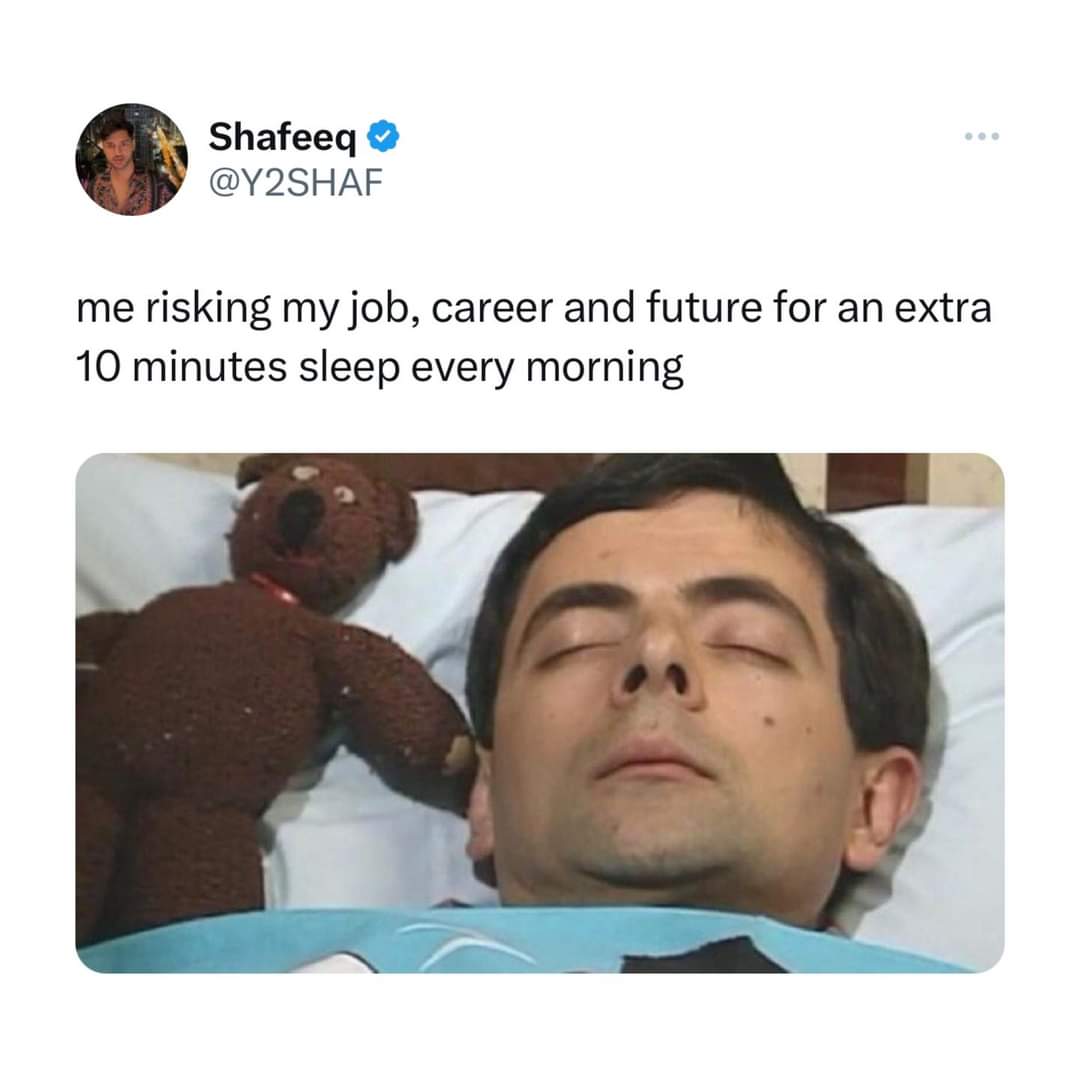 Shafeeq
@Y2SHAF
me risking my job, career and future for an extra
10 minutes sleep every morning